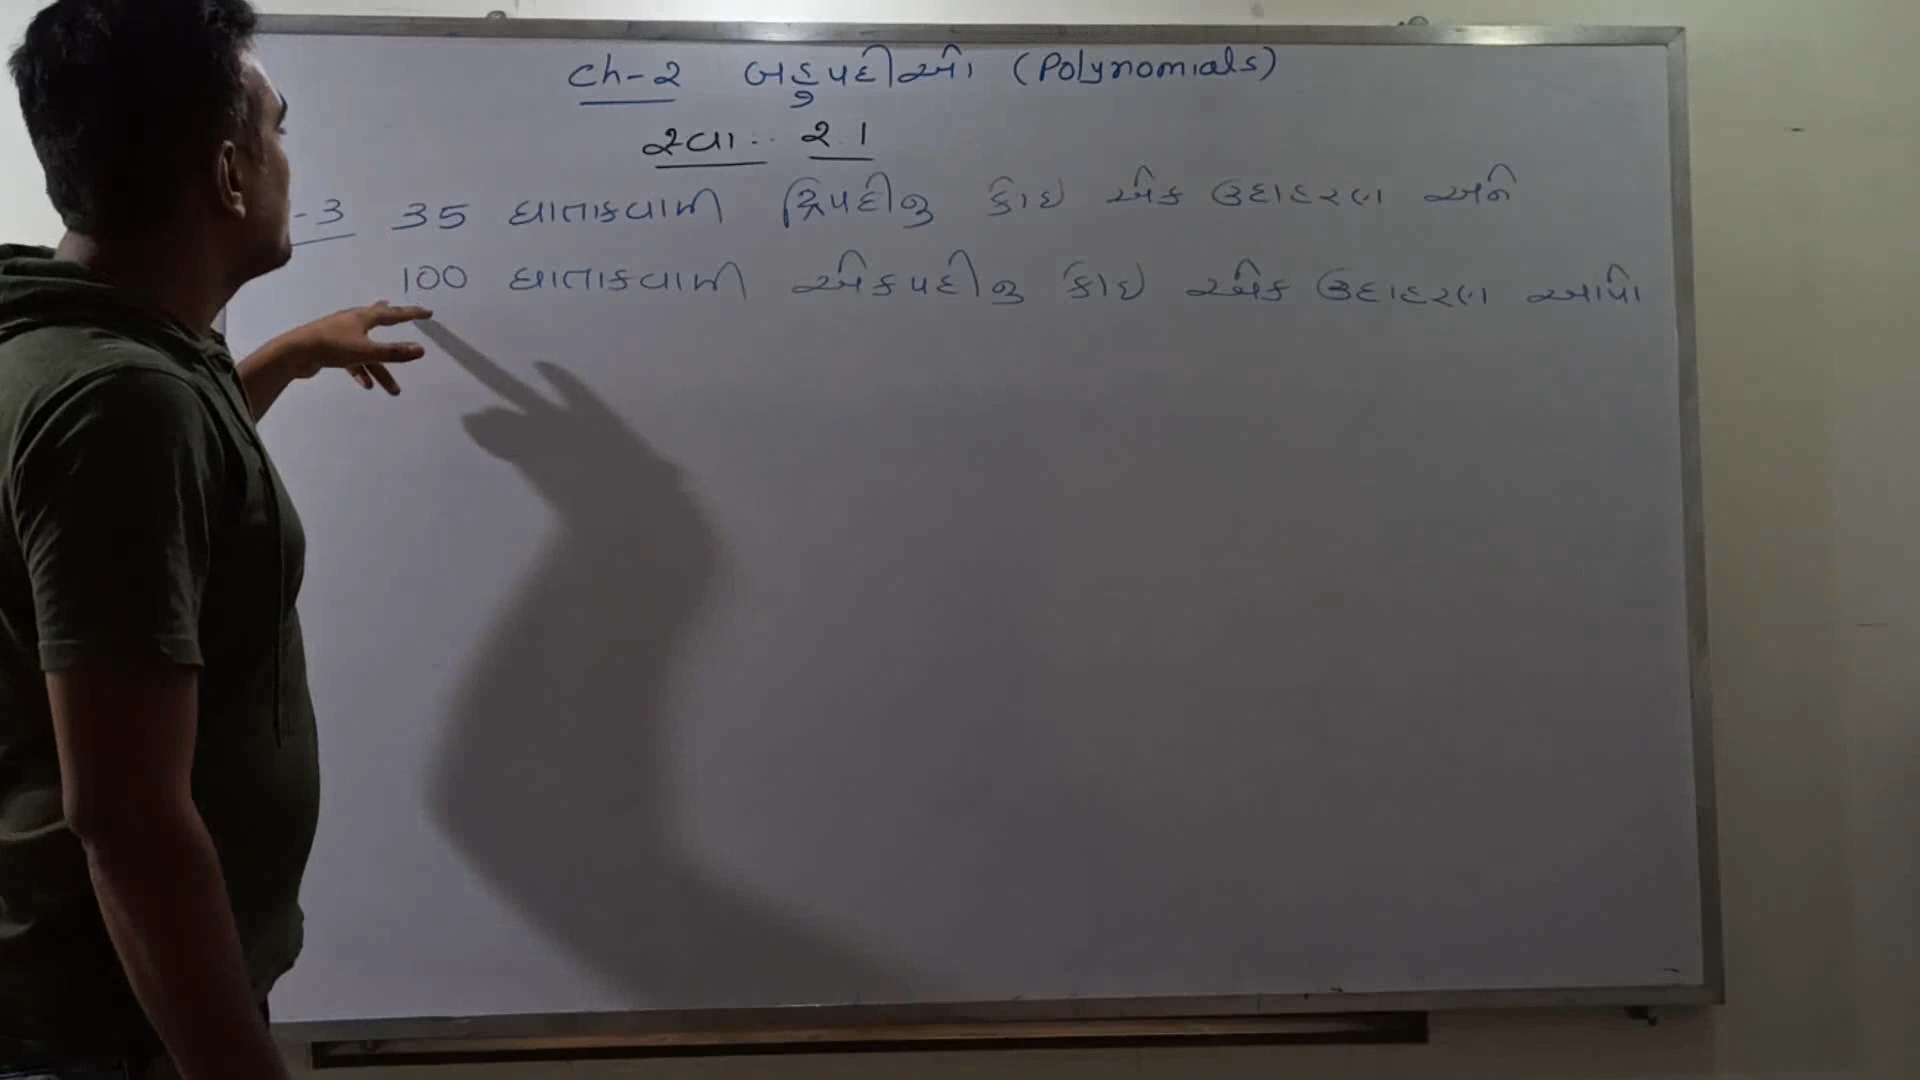 Ch-2 બહુપદીઓ (Polynomials)
સ્વા.. ૨.1
-3 35 ઘાતાકવાળી દ્વિપદીનુ કોઇ એક ઉદાહરણ અને
100 ઘાતાકવાળી એકપદીનુ કોઇ એક ઉદાહરણ આપો